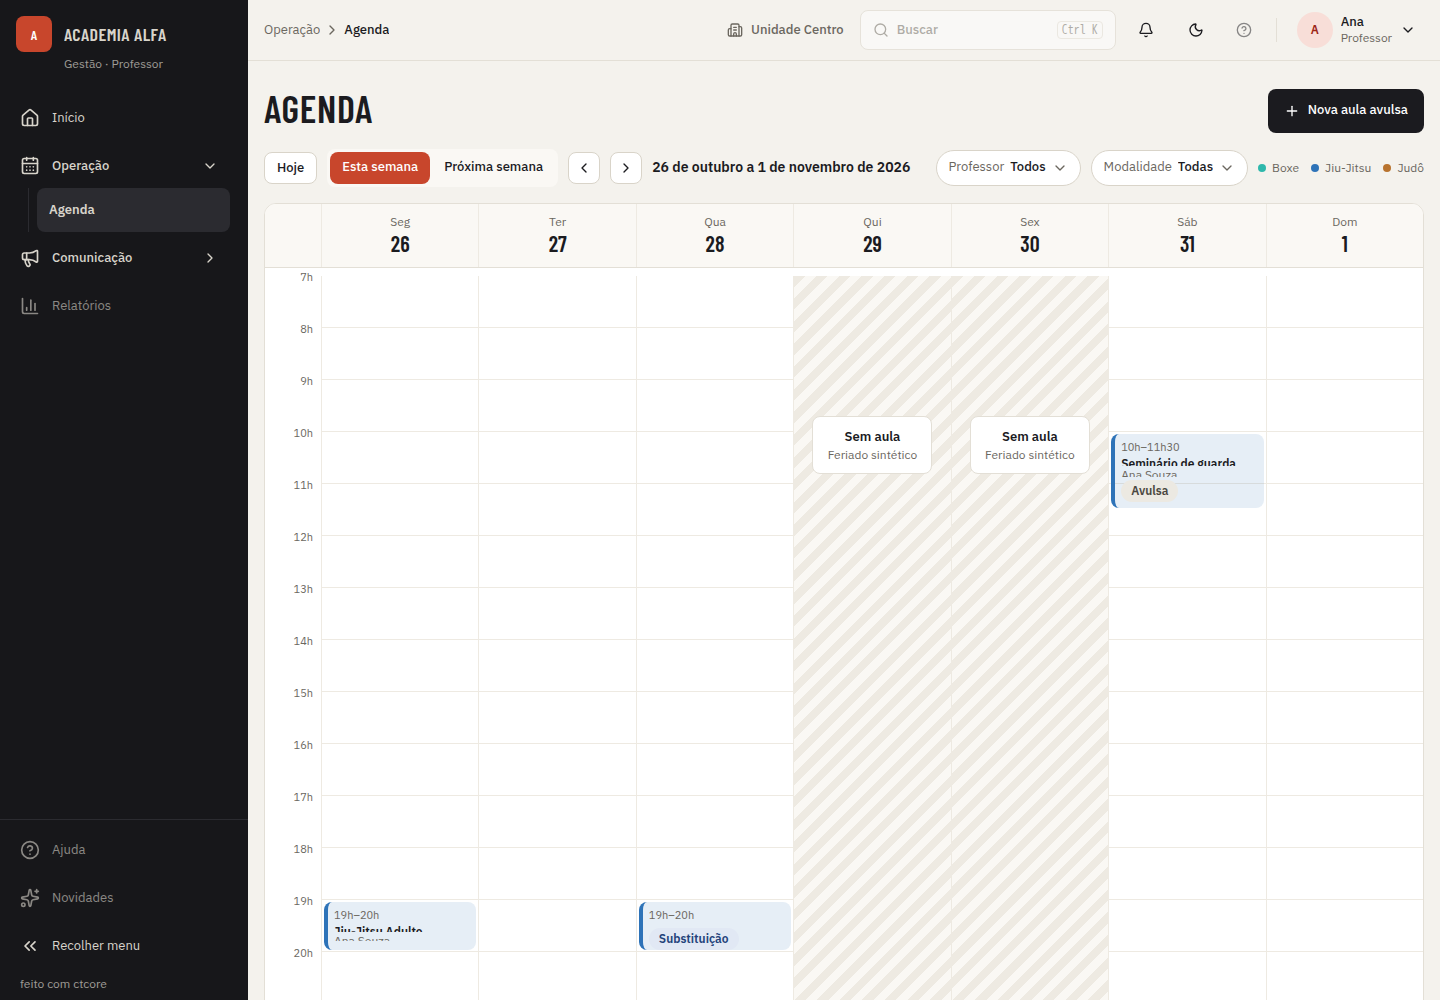 A
ACADEMIA ALFA
Gestão · Professor
Início
Operação
Agenda
Comunicação
Relatórios
Ajuda
Novidades
Recolher menu
feito com ctcore
Operação > Agenda
Unidade Centro
Buscar
Ctrl K
A
Ana
Professor
AGENDA
Nova aula avulsa
Hoje
Esta semana
Próxima semana
26 de outubro a 1 de novembro de 2026
Professor Todos
Modalidade Todas
Boxe
Jiu-Jitsu
Judô
Seg
26
Ter
27
Qua
28
Qui
29
Sex
30
Sáb
31
Dom
1
7h
8h
9h
10h
11h
12h
13h
14h
15h
16h
17h
18h
19h
20h
Sem aula
Feriado sintético
Sem aula
Feriado sintético
10h–11h30
Seminário de guarda
Ana Souza
Avulsa
19h–20h
Jiu-Jitsu Adulto
Ana Souza
19h–20h
Substituição